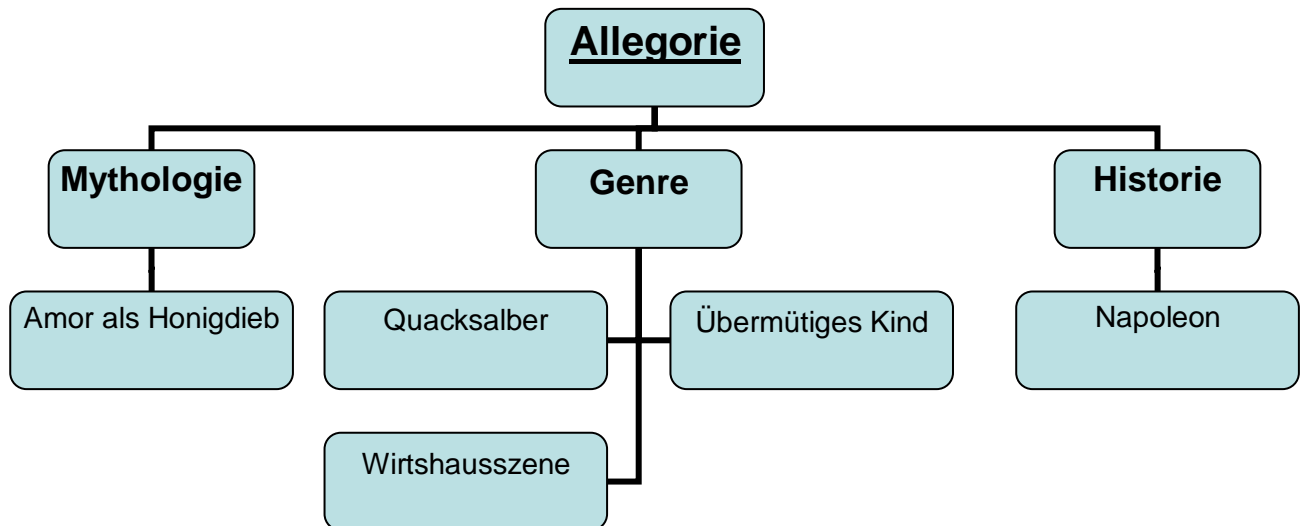 Allegorie
Mythologie
Genre
Historie
Amor als Honigdieb
Quacksalber
Übermütiges Kind
Napoleon
Wirtshausszene